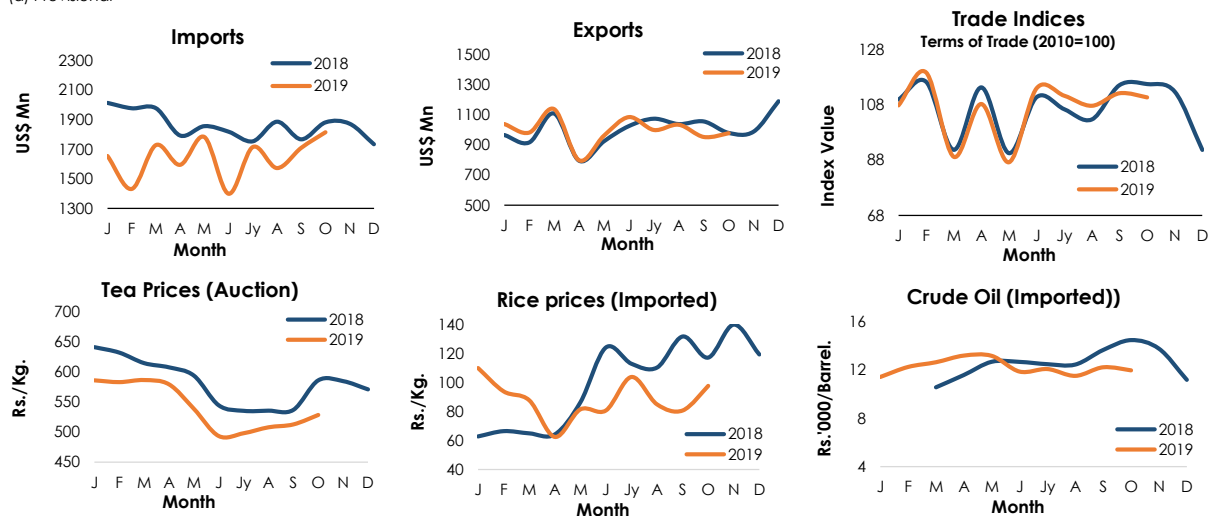 Imports
US$ Mn
2300
2100
1900
1700
1500
1300
2018
2019
J F M A M J Jy A S O N D
Month
Exports
US$ Mn
1500
1300
1100
900
700
500
2018
2019
J F M A M J Jy A S O N D
Month
Trade Indices
Terms of Trade (2010=100)
Index Value
128
108
88
68
2018
2019
J F M A M J Jy A S O N D
Month
Tea Prices (Auction)
Rs./Kg.
700
650
600
550
500
450
2018
2019
J F M A M J Jy A S O N D
Month
Rice prices (Imported)
Rs./Kg.
140
120
100
80
60
40
2018
2019
J F M A M J Jy A S O N D
Month
Crude Oil (Imported))
Rs.'000/Barrel.
16
12
8
4
2018
2019
J F M A M J Jy A S O N D
Month